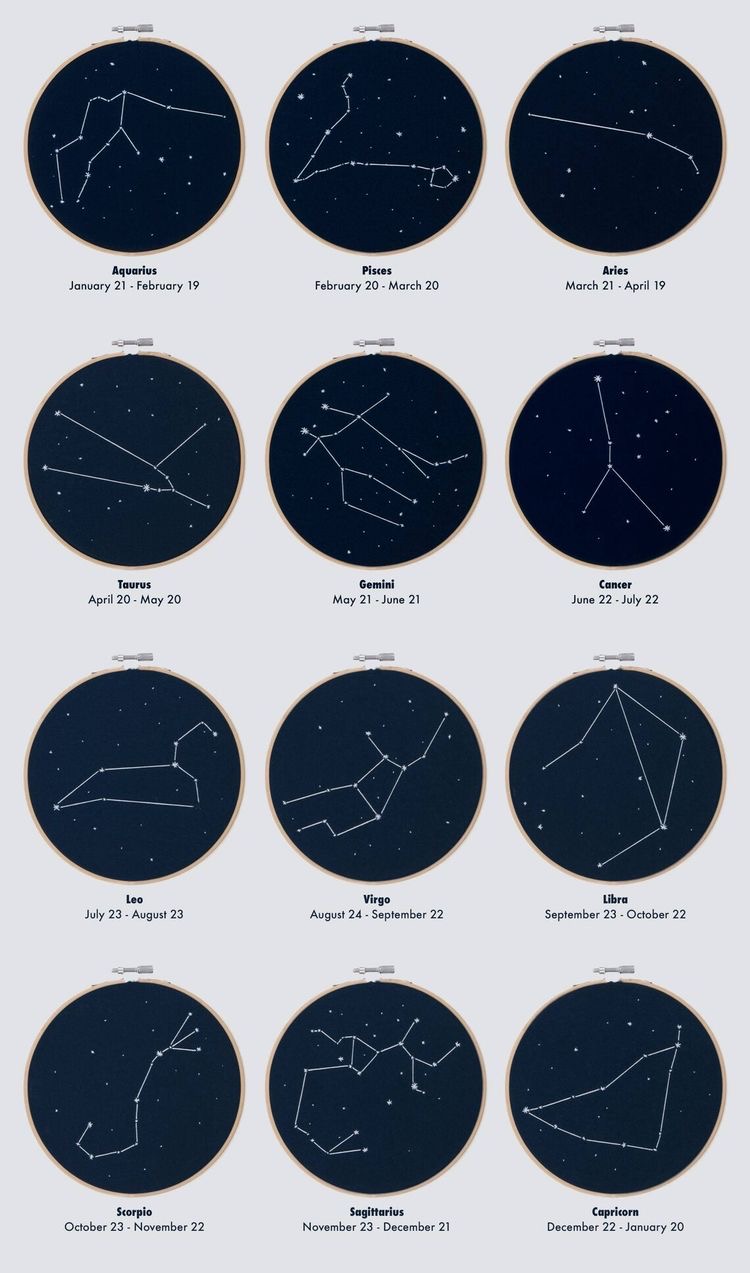 Aquarius
January 21 - February 19
Pisces
February 20 - March 20
Aries
March 21 - April 19
Taurus
April 20 - May 20
Gemini
May 21 - June 21
Cancer
June 22 - July 22
Leo
July 23 - August 23
Virgo
August 24 - September 22
Libra
September 23 - October 22
Scorpio
October 23 - November 22
Sagittarius
November 23 - December 21
Capricorn
December 22 - January 20